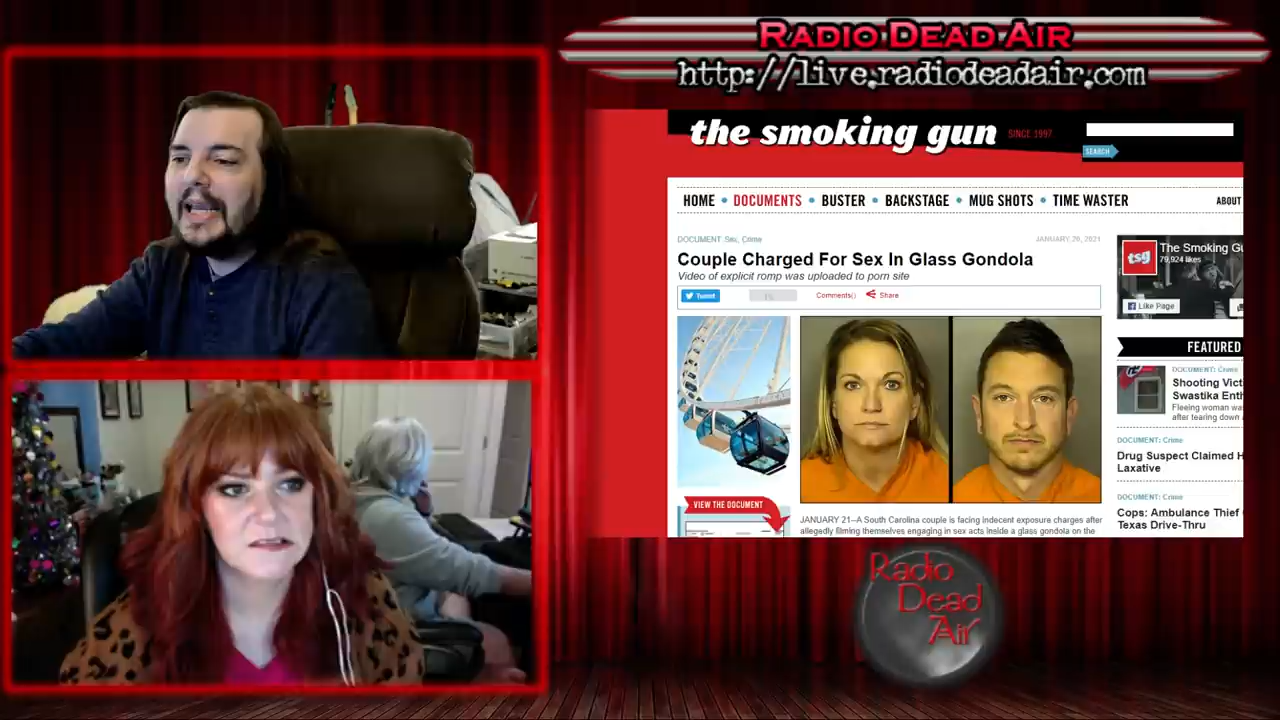 RADIO DEAD AIR
http://live.radiodeadair.com
the smoking gun SINCE 1997
SEARCH
HOME • DOCUMENTS • BUSTER • BACKSTAGE • MUG SHOTS • TIME WASTER
ABOUT
DOCUMENT: Sex, Crime
JANUARY 20, 2021
Couple Charged For Sex In Glass Gondola
Video of explicit romp was uploaded to porn site
Tweet
Comments()
Share
tsg
The Smoking Gu
79,924 likes
Like Page
FEATURED
DOCUMENT: Crime
Shooting Vict
Swastika Enth
Fleeing woman wa
after tearing down
DOCUMENT: Crime
Drug Suspect Claimed H
Laxative
DOCUMENT: Crime
Cops: Ambulance Thief
Texas Drive-Thru
VIEW THE DOCUMENT
JANUARY 21--A South Carolina couple is facing indecent exposure charges after
allegedly filming themselves engaging in sex acts inside a glass gondola on the
Radio
Dead
Air